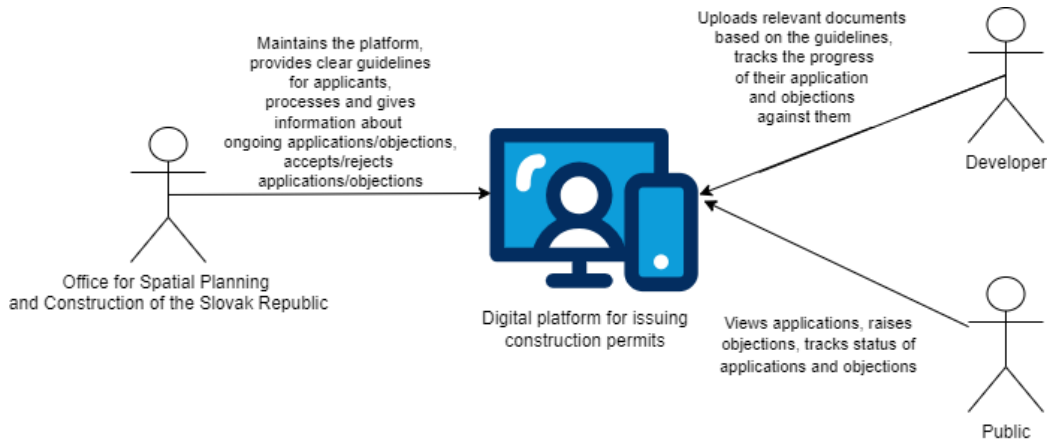 Maintains the platform,
provides clear guidelines
for applicants,
processes and gives
information about
ongoing applications/objections,
accepts/rejects
applications/objections
Office for Spatial Planning
and Construction of the Slovak Republic
Digital platform for issuing
construction permits
Uploads relevant documents
based on the guidelines,
tracks the progress
of their application
and objections
against them
Developer
Views applications, raises
objections, tracks status of
applications and objections
Public